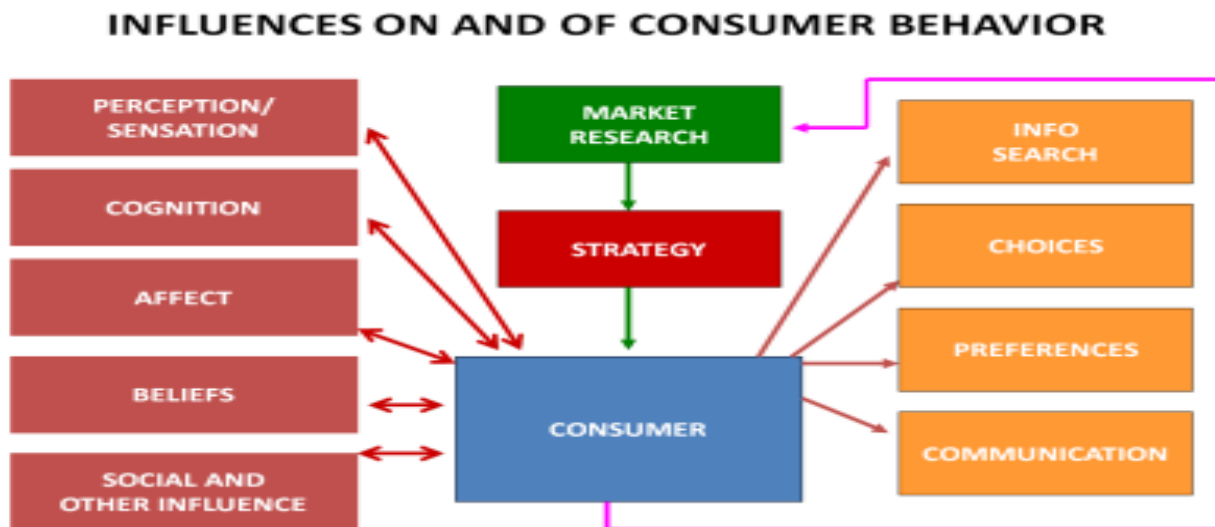 INFLUENCES ON AND OF CONSUMER BEHAVIOR
PERCEPTION/
SENSATION
COGNITION
AFFECT
BELIEFS
SOCIAL AND
OTHER INFLUENCE
MARKET
RESEARCH
STRATEGY
CONSUMER
INFO
SEARCH
CHOICES
PREFERENCES
COMMUNICATION